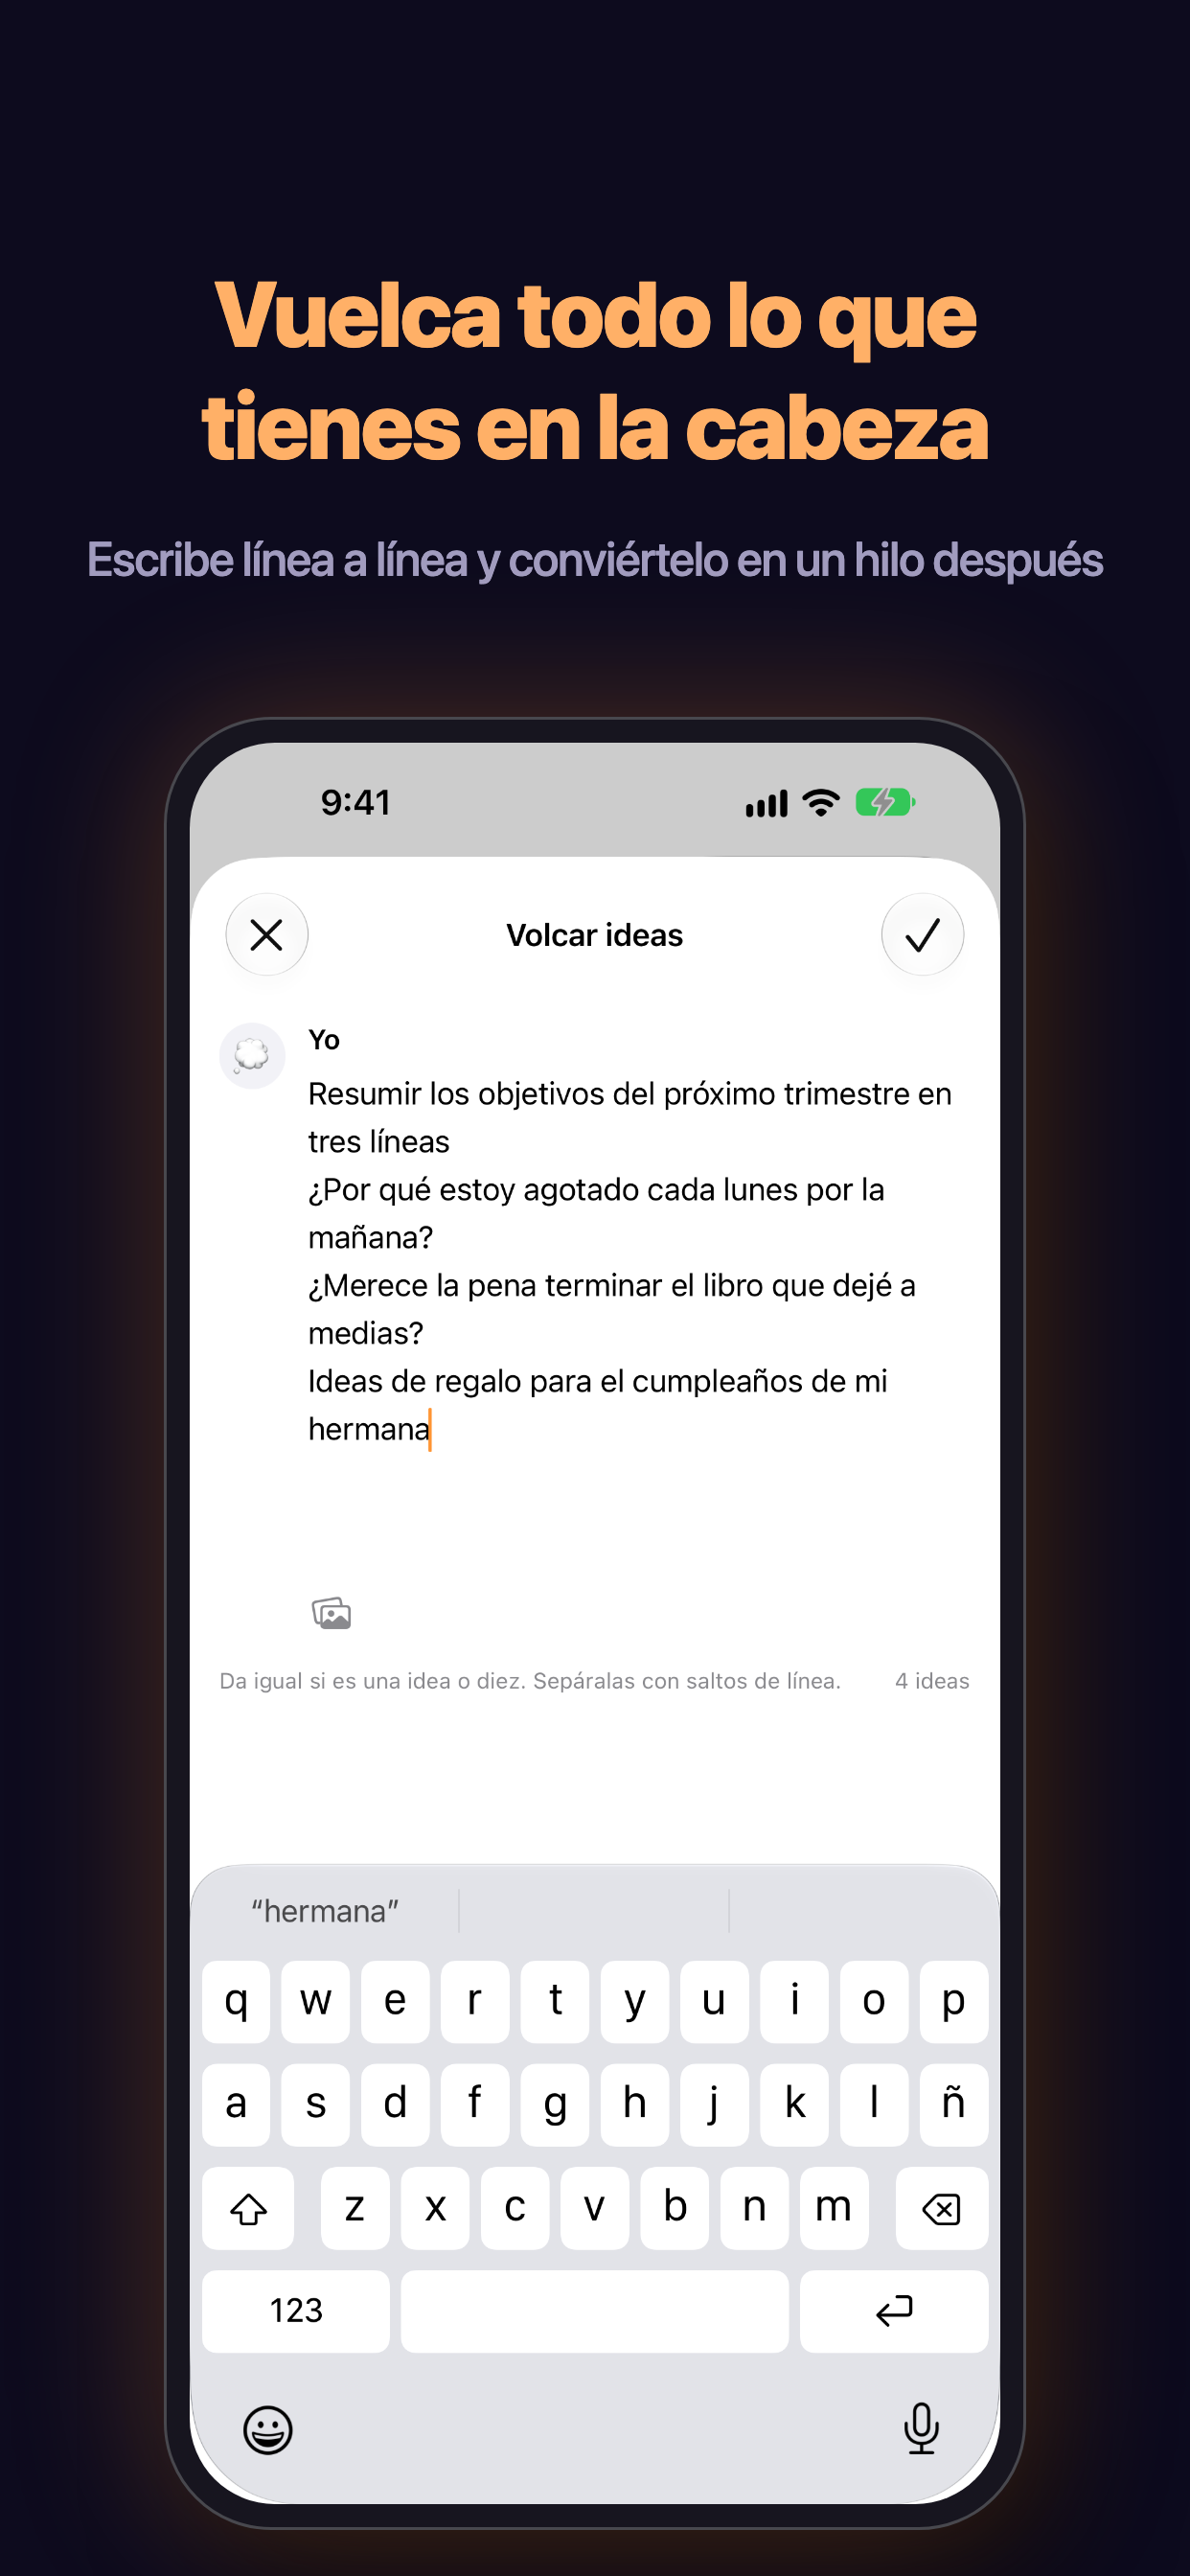 Vuelca todo lo que
tienes en la cabeza
Escribe línea a línea y conviértelo en un hilo después
9:41
Volcar ideas
Yo
Resumir los objetivos del próximo trimestre en
tres líneas
¿Por qué estoy agotado cada lunes por la
mañana?
¿Merece la pena terminar el libro que dejé a
medias?
Ideas de regalo para el cumpleaños de mi
hermana
Da igual si es una idea o diez. Sepáralas con saltos de línea. 4 ideas
“hermana”
q w e r t y u i o p
a s d f g h j k l ñ
z x c v b n m
123